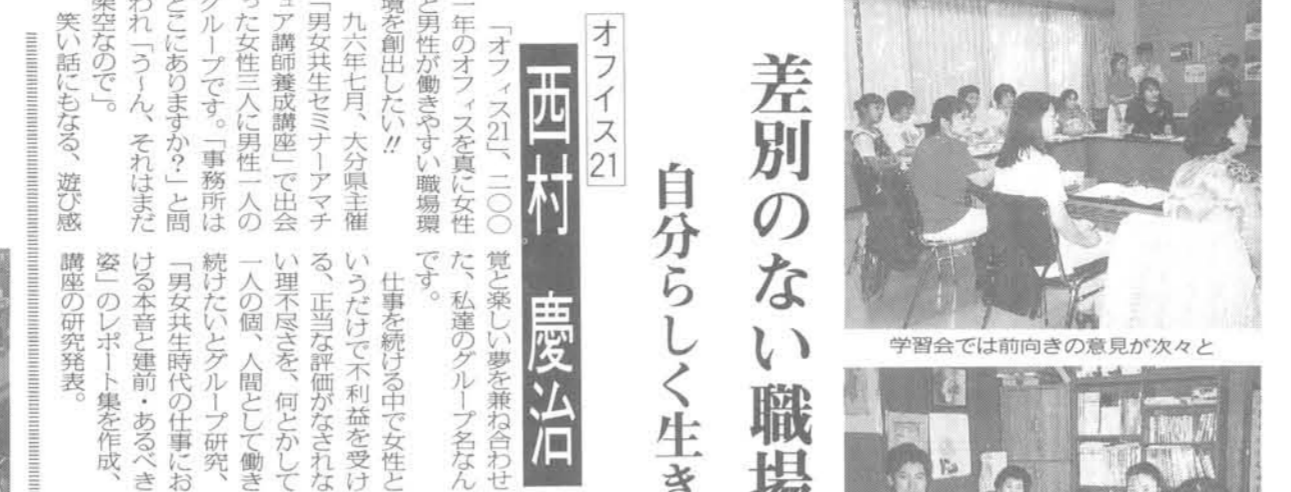 差別のない職場
自分らしく生き
オフィス21
西村 慶治
「オフィス21」、二〇〇
一年のオフィスを真に女性
と男性が働きやすい職場環
境を創出したい!!
九六年七月、大分県主催
「男女共生セミナーアマチ
ュア講師養成講座」で出会
った女性三人に男性一人の
グループです。「事務所は
どこにありますか?」と問
われ「う〜ん、それはまだ
架空なので」。
笑い話にもなる、遊び感
覚と楽しい夢を兼ね合わせ
た、私達のグループ名なん
です。
仕事を続ける中で女性と
いうだけで不利益を受け
る、正当な評価がなされな
い理不尽さを、何とかして
一人の個、人間として働き
続けたいとグループ研究、
「男女共生時代の仕事にお
ける本音と建前・あるべき
姿」のレポート集を作成、
講座の研究発表。
学習会では前向きの意見が次々と